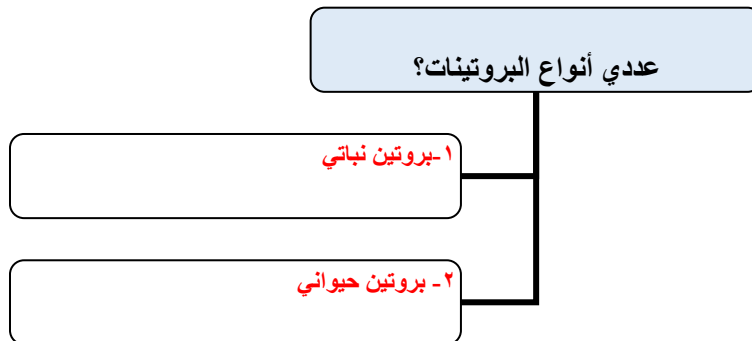 عددي أنواع البروتينات؟
١-بروتين نباتي
٢- بروتين حيواني